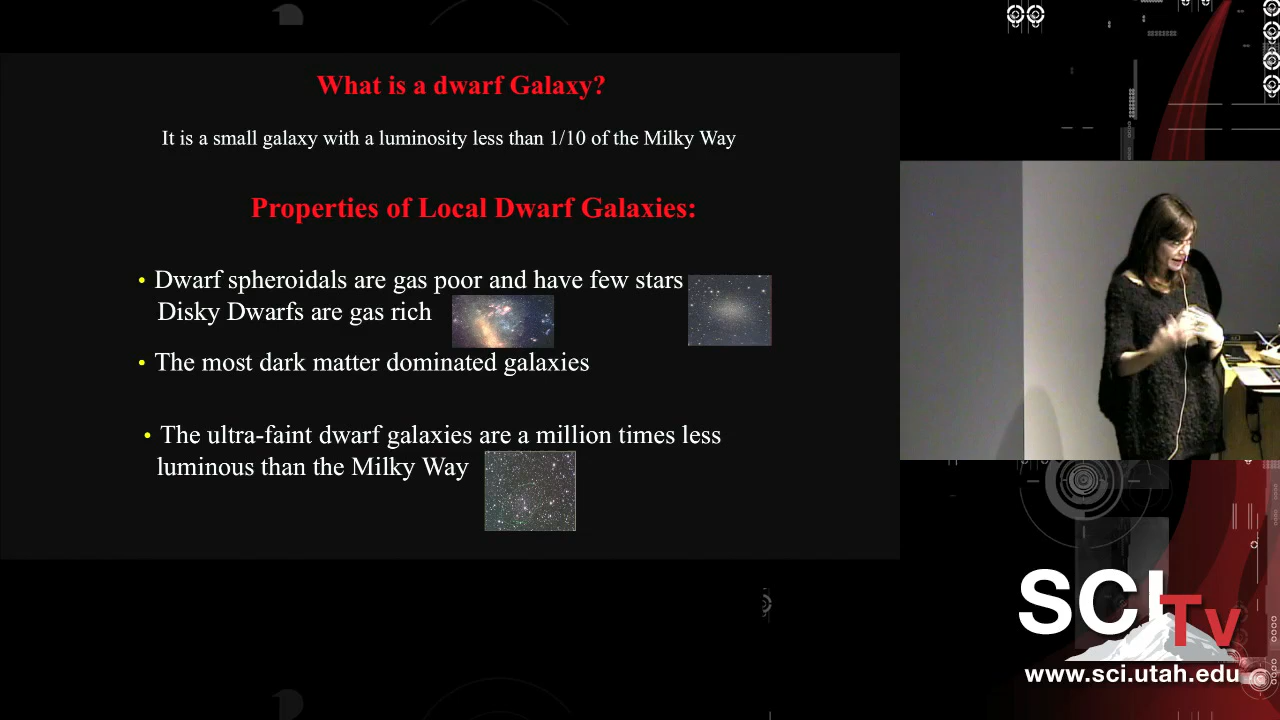 What is a dwarf Galaxy?
It is a small galaxy with a luminosity less than 1/10 of the Milky Way
Properties of Local Dwarf Galaxies:
• Dwarf spheroidals are gas poor and have few stars
Disky Dwarfs are gas rich
• The most dark matter dominated galaxies
• The ultra-faint dwarf galaxies are a million times less
luminous than the Milky Way
SCI
Tv
www.sci.utah.edu